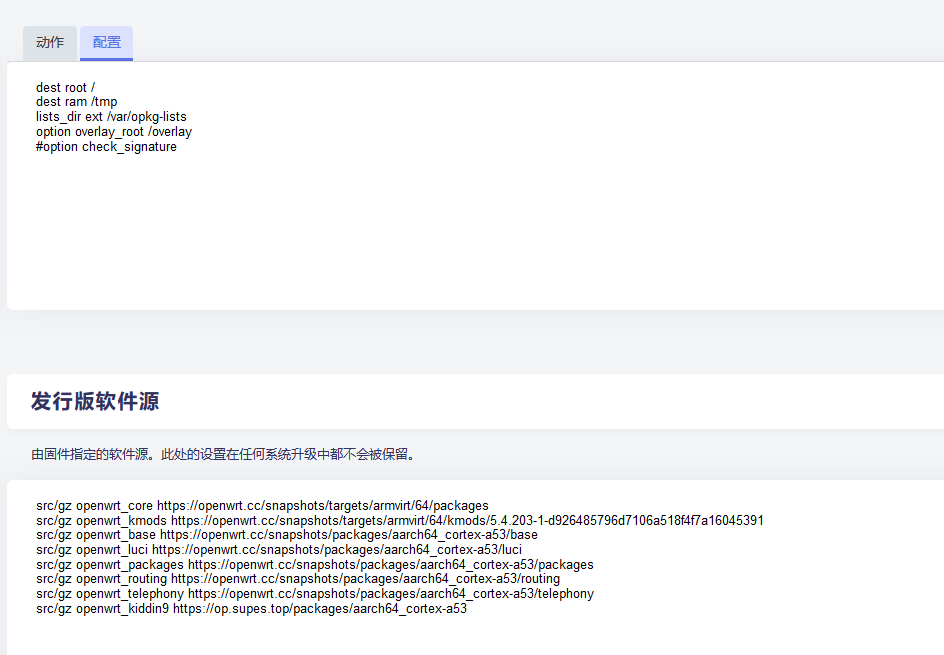 动作 配置
dest root /
dest ram /tmp
lists_dir ext /var/opkg-lists
option overlay_root /overlay
#option check_signature
发行版软件源
由固件指定的软件源。此处的设置在任何系统升级中都不会被保留。
src/gz openwrt_core https://openwrt.cc/snapshots/targets/armvirt/64/packages
src/gz openwrt_kmods https://openwrt.cc/snapshots/targets/armvirt/64/kmods/5.4.203-1-d926485796d7106a518f4f7a16045391
src/gz openwrt_base https://openwrt.cc/snapshots/packages/aarch64_cortex-a53/base
src/gz openwrt_luci https://openwrt.cc/snapshots/packages/aarch64_cortex-a53/luci
src/gz openwrt_packages https://openwrt.cc/snapshots/packages/aarch64_cortex-a53/packages
src/gz openwrt_routing https://openwrt.cc/snapshots/packages/aarch64_cortex-a53/routing
src/gz openwrt_telephony https://openwrt.cc/snapshots/packages/aarch64_cortex-a53/telephony
src/gz openwrt_kiddin9 https://op.supes.top/packages/aarch64_cortex-a53